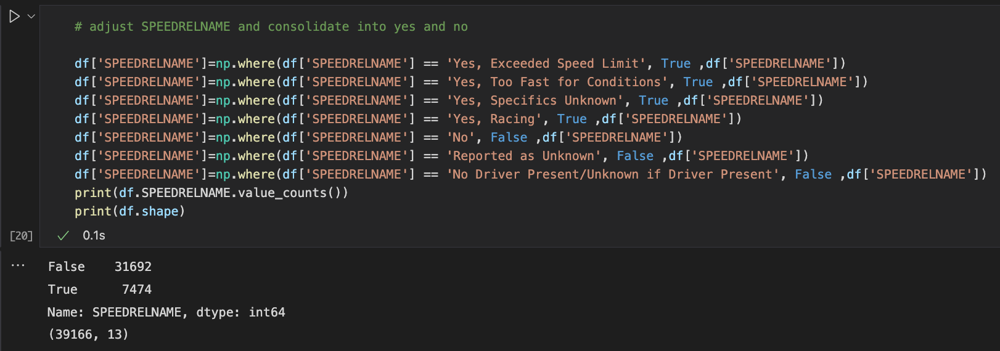 # adjust SPEEDRELNAME and consolidate into yes and no
df['SPEEDRELNAME']=np.where(df['SPEEDRELNAME'] == 'Yes, Exceeded Speed Limit', True ,df['SPEEDRELNAME'])
df['SPEEDRELNAME']=np.where(df['SPEEDRELNAME'] == 'Yes, Too Fast for Conditions', True ,df['SPEEDRELNAME'])
df['SPEEDRELNAME']=np.where(df['SPEEDRELNAME'] == 'Yes, Specifics Unknown', True ,df['SPEEDRELNAME'])
df['SPEEDRELNAME']=np.where(df['SPEEDRELNAME'] == 'Yes, Racing', True ,df['SPEEDRELNAME'])
df['SPEEDRELNAME']=np.where(df['SPEEDRELNAME'] == 'No', False ,df['SPEEDRELNAME'])
df['SPEEDRELNAME']=np.where(df['SPEEDRELNAME'] == 'Reported as Unknown', False ,df['SPEEDRELNAME'])
df['SPEEDRELNAME']=np.where(df['SPEEDRELNAME'] == 'No Driver Present/Unknown if Driver Present', False ,df['SPEEDRELNAME'])
print(df.SPEEDRELNAME.value_counts())
print(df.shape)
[20] ✓ 0.1s
... False    31692
True      7474
Name: SPEEDRELNAME, dtype: int64
(39166, 13)